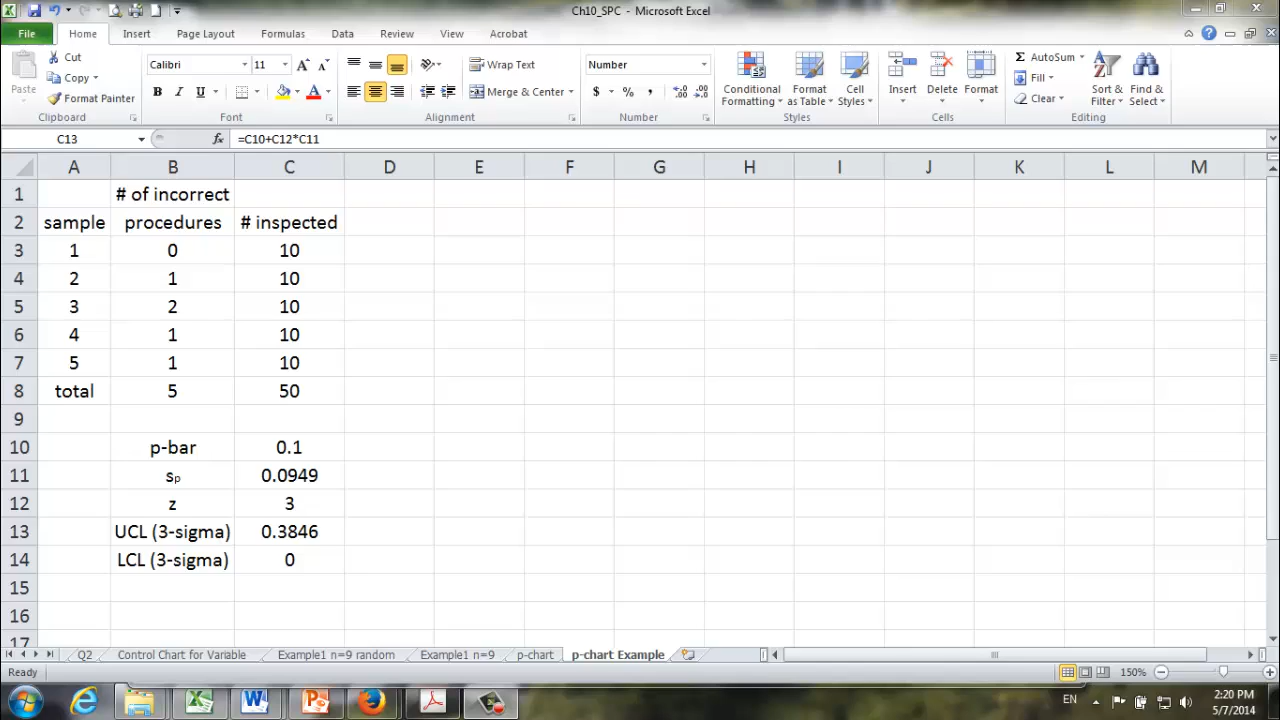 Ch10_SPC - Microsoft Excel
File Home Insert Page Layout Formulas Data Review View Acrobat
Paste
Cut
Copy
Format Painter
Clipboard
Calibri 11
B I U
Font
Wrap Text
Merge & Center
Alignment
Number
$ % ,
Number
Conditional Formatting
Format as Table
Cell Styles
Styles
Insert Delete Format
Cells
AutoSum
Fill
Clear
Sort & Filter
Find & Select
Editing
C13 fx =C10+C12*C11
A B C D E F G H I J K L M
1 # of incorrect
2 sample procedures # inspected
3 1 0 10
4 2 1 10
5 3 2 10
6 4 1 10
7 5 1 10
8 total 5 50
9
10 p-bar 0.1
11 sp 0.0949
12 z 3
13 UCL (3-sigma) 0.3846
14 LCL (3-sigma) 0
15
16
17
Q2 Control Chart for Variable Example1 n=9 random Example1 n=9 p-chart p-chart Example
Ready 150%
EN 2:20 PM
5/7/2014